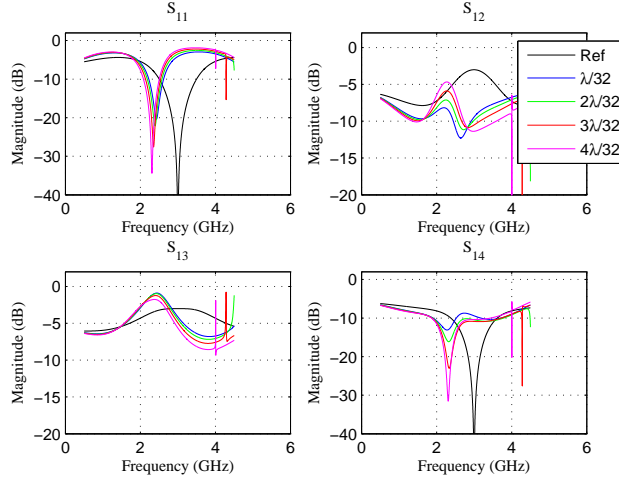 S11
S12
0
−10
−20
−30
−40
Magnitude (dB)
0
2
4
6
Frequency (GHz)
0
−5
−10
−15
−20
Magnitude (dB)
0
2
4
6
Frequency (GHz)
Ref
λ/32
2λ/32
3λ/32
4λ/32
S13
S14
0
−5
−10
−15
−20
Magnitude (dB)
0
2
4
6
Frequency (GHz)
0
−10
−20
−30
−40
Magnitude (dB)
0
2
4
6
Frequency (GHz)